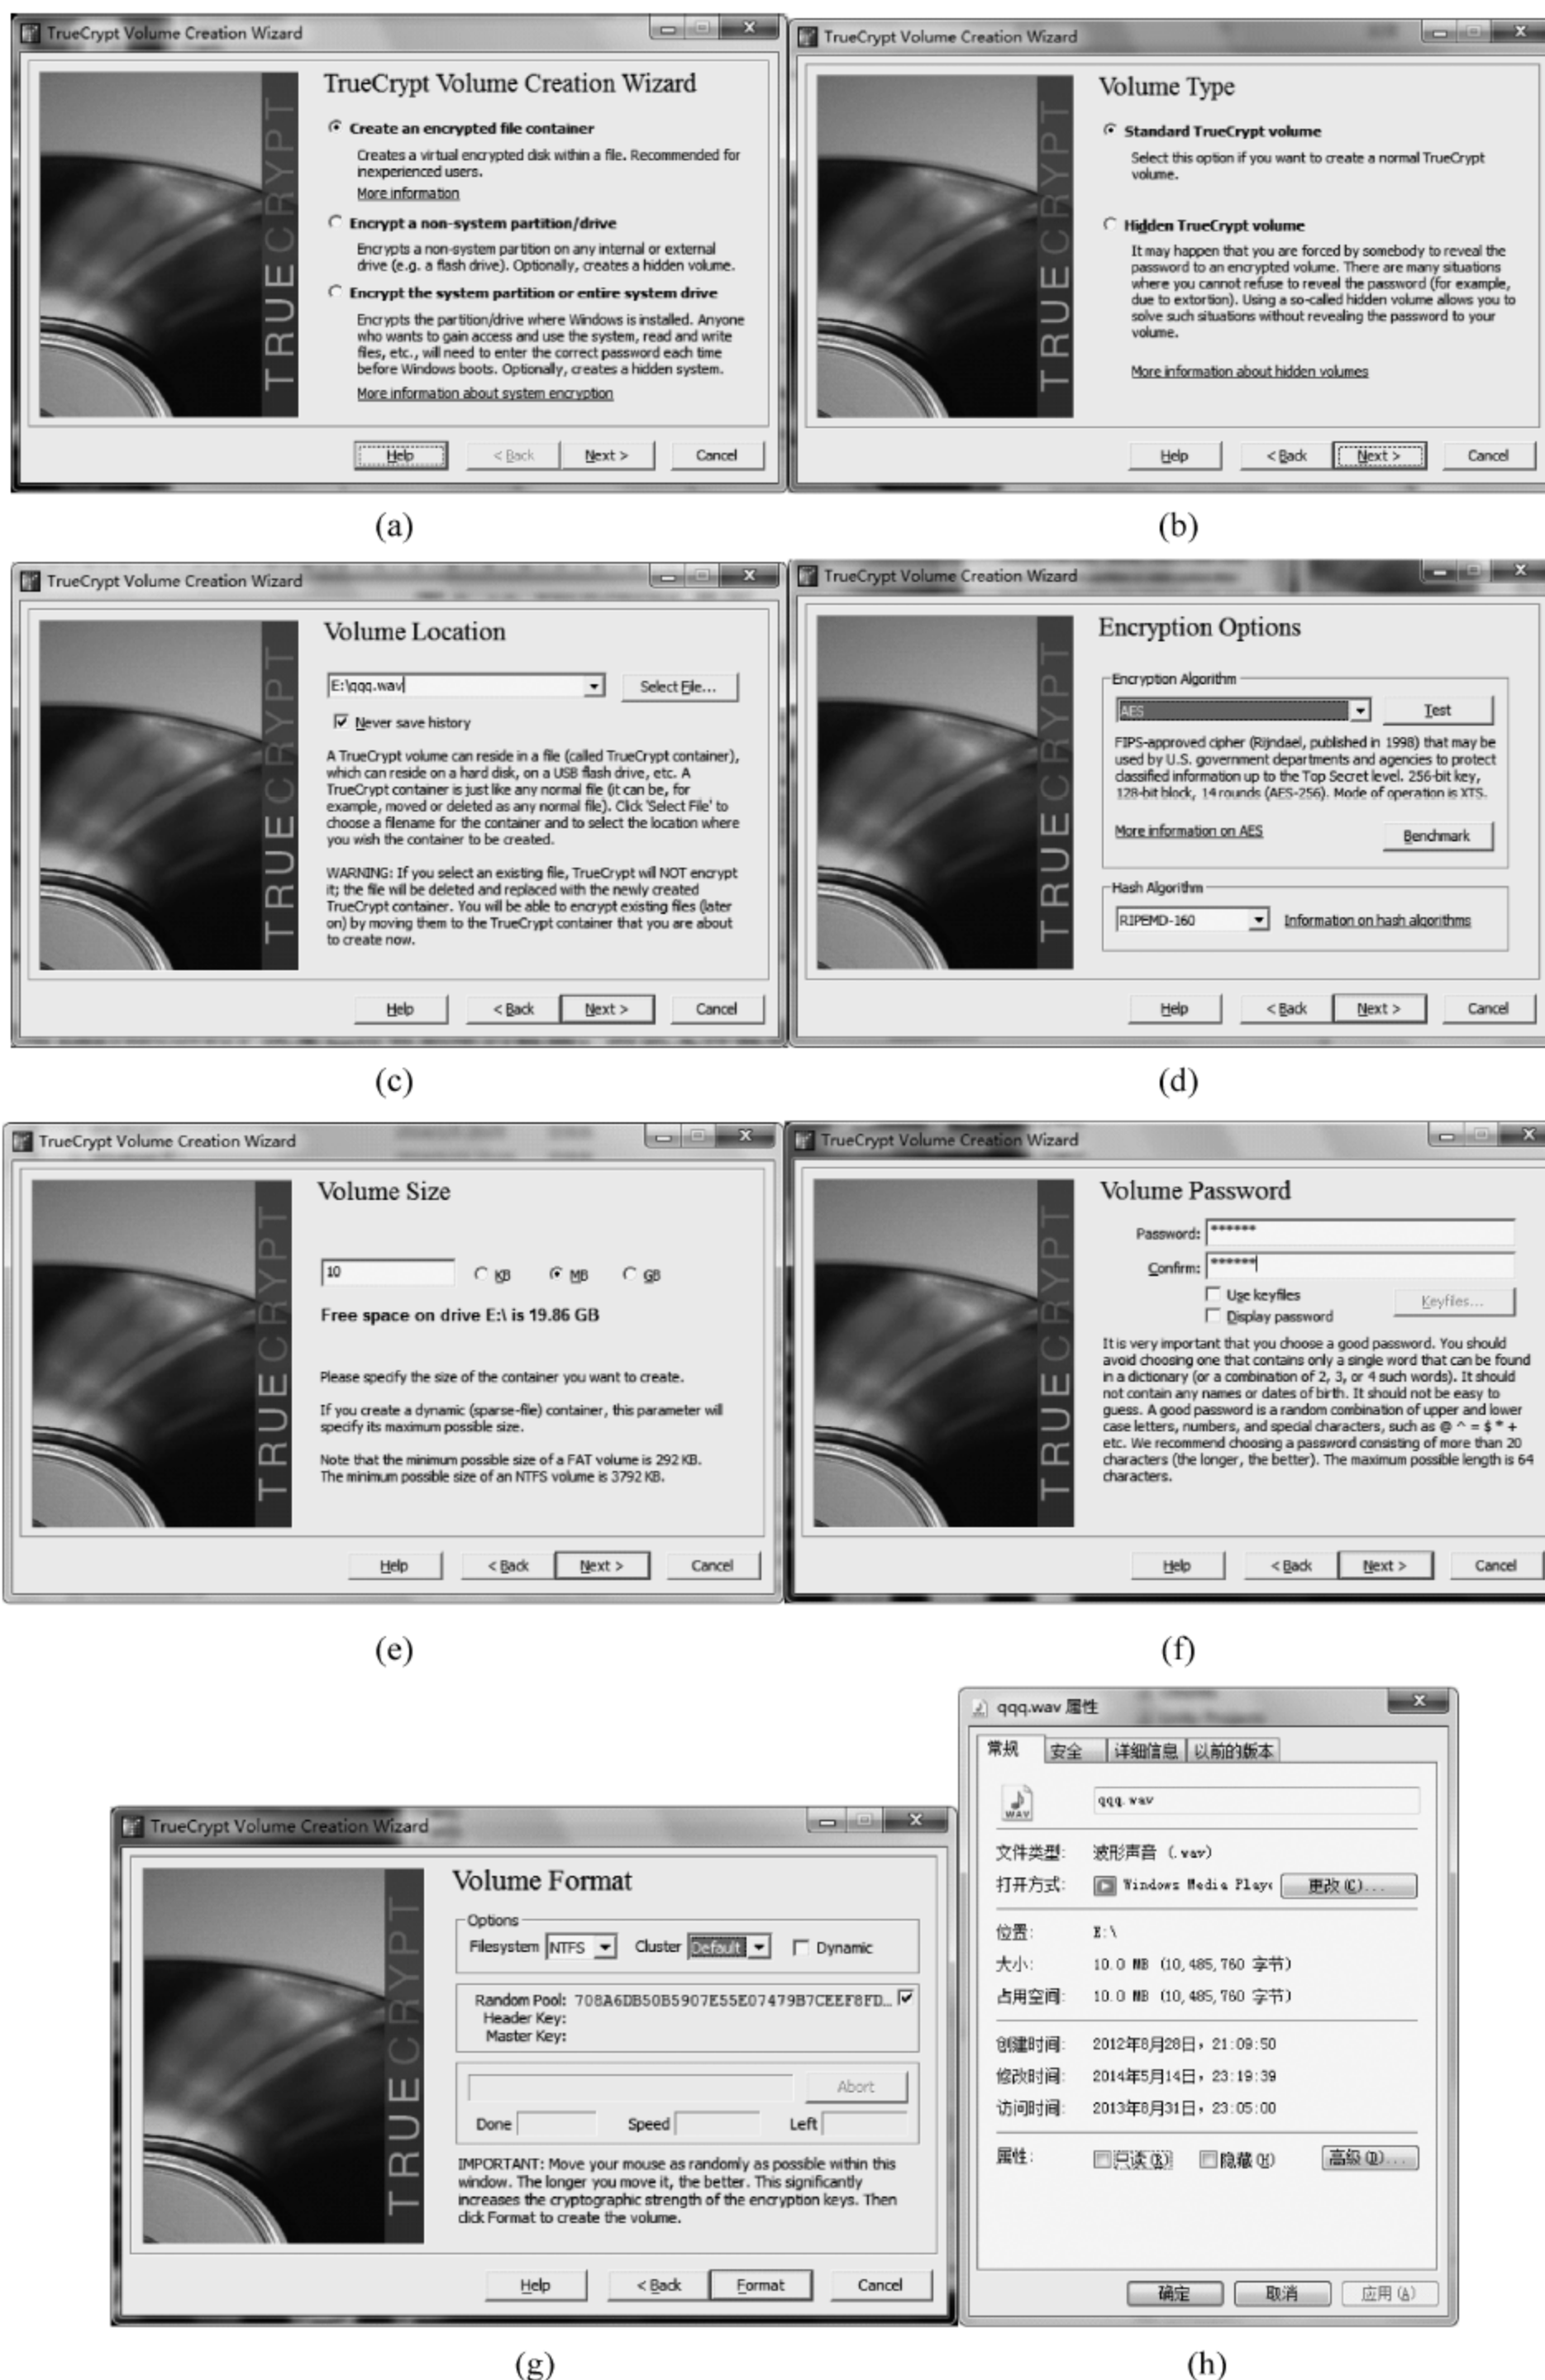 TrueCrypt Volume Creation Wizard
TRUECRYPT
TrueCrypt Volume Creation Wizard
Create an encrypted file container
Creates a virtual encrypted disk within a file. Recommended for
inexperienced users.
More information
Encrypt a non-system partition/drive
Encrypts a non-system partition on any internal or external
drive (e.g. a flash drive). Optionally, creates a hidden volume.
Encrypt the system partition or entire system drive
Encrypts the partition/drive where Windows is installed. Anyone
who wants to gain access and use the system, read and write
files, etc., will need to enter the correct password each time
before Windows boots. Optionally, creates a hidden system.
More information about system encryption
Help
< Back
Next >
Cancel
(a)
TrueCrypt Volume Creation Wizard
TRUECRYPT
Volume Type
Standard TrueCrypt volume
Select this option if you want to create a normal TrueCrypt
volume.
Hidden TrueCrypt volume
It may happen that you are forced by somebody to reveal the
password to an encrypted volume. There are many situations
where you cannot refuse to reveal the password (for example,
due to extortion). Using a so-called hidden volume allows you to
solve such situations without revealing the password to your
volume.
More information about hidden volumes
Help
< Back
Next >
Cancel
(b)
TrueCrypt Volume Creation Wizard
TRUECRYPT
Volume Location
E:\qqq.wav
Select File...
Never save history
A TrueCrypt volume can reside in a file (called TrueCrypt container),
which can reside on a hard disk, on a USB flash drive, etc. A
TrueCrypt container is just like any normal file (it can be, for
example, moved or deleted as any normal file). Click 'Select File' to
choose a filename for the container and to select the location where
you wish the container to be created.
WARNING: If you select an existing file, TrueCrypt will NOT encrypt
it; the file will be deleted and replaced with the newly created
TrueCrypt container. You will be able to encrypt existing files (later
on) by moving them to the TrueCrypt container that you are about
to create now.
Help
< Back
Next >
Cancel
(c)
TrueCrypt Volume Creation Wizard
TRUECRYPT
Encryption Options
Encryption Algorithm
AES
Test
FIPS-approved cipher (Rijndael, published in 1998) that may be
used by U.S. government departments and agencies to protect
classified information up to the Top Secret level. 256-bit key,
128-bit block, 14 rounds (AES-256). Mode of operation is XTS.
More information on AES
Benchmark
Hash Algorithm
RIPEMD-160
Information on hash algorithms
Help
< Back
Next >
Cancel
(d)
TrueCrypt Volume Creation Wizard
TRUECRYPT
Volume Size
10
KB
MB
GB
Free space on drive E:\ is 19.86 GB
Please specify the size of the container you want to create.
If you create a dynamic (sparse-file) container, this parameter will
specify its maximum possible size.
Note that the minimum possible size of a FAT volume is 292 KB.
The minimum possible size of an NTFS volume is 3792 KB.
Help
< Back
Next >
Cancel
(e)
TrueCrypt Volume Creation Wizard
TRUECRYPT
Volume Password
Password: ******
Confirm: ******
Use keyfiles
Keyfiles...
Display password
It is very important that you choose a good password. You should
avoid choosing one that contains only a single word that can be found
in a dictionary (or a combination of 2, 3, or 4 such words). It should
not contain any names or dates of birth. It should not be easy to
guess. A good password is a random combination of upper and lower
case letters, numbers, and special characters, such as @ ^ = $ * +
etc. We recommend choosing a password consisting of more than 20
characters (the longer, the better). The maximum possible length is 64
characters.
Help
< Back
Next >
Cancel
(f)
TrueCrypt Volume Creation Wizard
TRUECRYPT
Volume Format
Options
Filesystem NTFS Cluster Default Dynamic
Random Pool: 708A6DB50B5907E55E07479B7CEEF8FD...
Header Key:
Master Key:
Abort
Done Speed Left
IMPORTANT: Move your mouse as randomly as possible within this
window. The longer you move it, the better. This significantly
increases the cryptographic strength of the encryption keys. Then
click Format to create the volume.
Help
< Back
Format
Cancel
(g)
qqq.wav 属性
常规 安全 详细信息 以前的版本
WAV
qqq.wav
文件类型: 波形声音 (.wav)
打开方式: Windows Media Playe 更改(C)...
位置: E:\
大小: 10.0 MB (10,485,760 字节)
占用空间: 10.0 MB (10,485,760 字节)
创建时间: 2012年8月28日, 21:09:50
修改时间: 2014年5月14日, 23:19:39
访问时间: 2013年8月31日, 23:05:00
属性: 只读(R) 隐藏(H) 高级(D)...
确定 取消 应用(A)
(h)